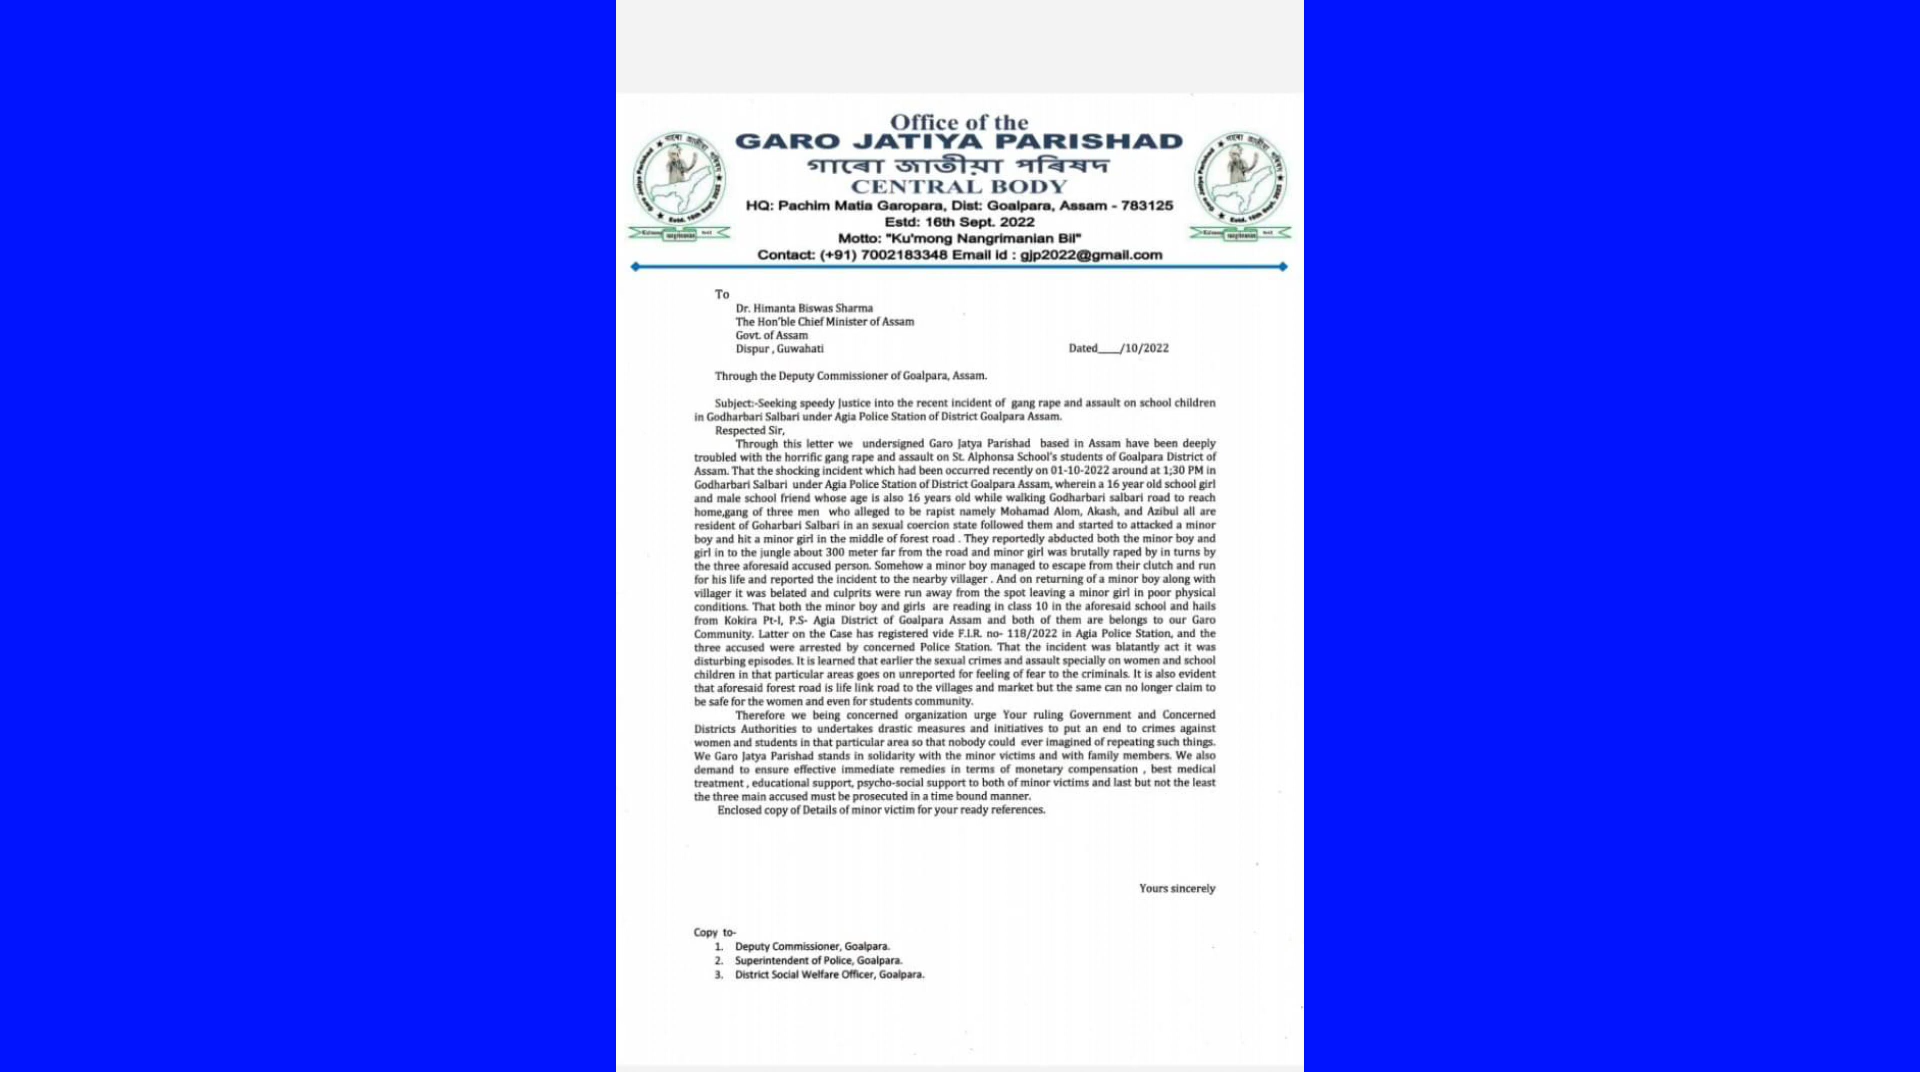 Office of the
GARO JATIYA PARISHAD
গাৰো জাতীয়া পৰিষদ
CENTRAL BODY
HQ: Pachim Matia Garopara, Dist: Goalpara, Assam - 783125
Estd: 16th Sept. 2022
Motto: "Ku'mong Nangrimanian Bil"
Contact: (+91) 7002183348 Email id : gjp2022@gmail.com
To
Dr. Himanta Biswas Sharma
The Hon'ble Chief Minister of Assam
Govt. of Assam
Dispur , Guwahati
Dated____/10/2022
Through the Deputy Commissioner of Goalpara, Assam.
Subject:-Seeking speedy Justice into the recent incident of gang rape and assault on school children
in Godharbari Salbari under Agia Police Station of District Goalpara Assam.
Respected Sir,
Through this letter we undersigned Garo Jatya Parishad based in Assam have been deeply
troubled with the horrific gang rape and assault on St. Alphonsa School's students of Goalpara District of
Assam. That the shocking incident which had been occurred recently on 01-10-2022 around at 1;30 PM in
Godharbari Salbari under Agia Police Station of District Goalpara Assam, wherein a 16 year old school girl
and male school friend whose age is also 16 years old while walking Godharbari salbari road to reach
home,gang of three men who alleged to be rapist namely Mohamad Alom, Akash, and Azibul all are
resident of Goharbari Salbari in an sexual coercion state followed them and started to attacked a minor
boy and hit a minor girl in the middle of forest road . They reportedly abducted both the minor boy and
girl in to the jungle about 300 meter far from the road and minor girl was brutally raped by in turns by
the three aforesaid accused person. Somehow a minor boy managed to escape from their clutch and run
for his life and reported the incident to the nearby villager . And on returning of a minor boy along with
villager it was belated and culprits were run away from the spot leaving a minor girl in poor physical
conditions. That both the minor boy and girls are reading in class 10 in the aforesaid school and hails
from Kokira Pt-I, P.S- Agia District of Goalpara Assam and both of them are belongs to our Garo
Community. Latter on the Case has registered vide F.I.R. no- 118/2022 in Agia Police Station, and the
three accused were arrested by concerned Police Station. That the incident was blatantly act it was
disturbing episodes. It is learned that earlier the sexual crimes and assault specially on women and school
children in that particular areas goes on unreported for feeling of fear to the criminals. It is also evident
that aforesaid forest road is life link road to the villages and market but the same can no longer claim to
be safe for the women and even for students community.
Therefore we being concerned organization urge Your ruling Government and Concerned
Districts Authorities to undertakes drastic measures and initiatives to put an end to crimes against
women and students in that particular area so that nobody could ever imagined of repeating such things.
We Garo Jatya Parishad stands in solidarity with the minor victims and with family members. We also
demand to ensure effective immediate remedies in terms of monetary compensation , best medical
treatment , educational support, psycho-social support to both of minor victims and last but not the least
the three main accused must be prosecuted in a time bound manner.
Enclosed copy of Details of minor victim for your ready references.
Yours sincerely
Copy to-
1. Deputy Commissioner, Goalpara.
2. Superintendent of Police, Goalpara.
3. District Social Welfare Officer, Goalpara.